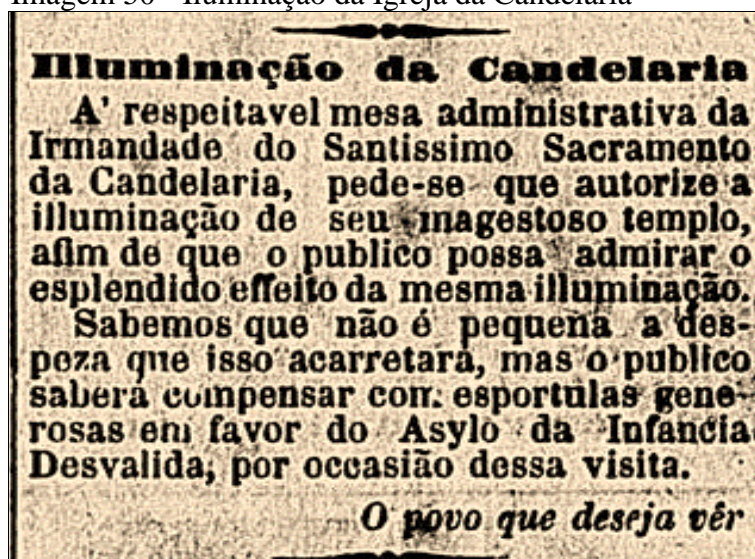 Imagem 30 - Iluminação da Igreja da Candelária
Illuminação da Candelaria
A' respeitavel mesa administrativa da
Irmandade do Santissimo Sacramento
da Candelaria, pede-se que autorize a
illuminação de seu magestoso templo,
afim de que o publico possa admirar o
esplendido effeito da mesma illuminação.
Sabemos que não é pequena a des-
peza que isso acarretará, mas o publico
saberá compensar com esportulas gene-
rosas em favor do Asylo da Infancia
Desvalida, por occasião dessa visita.
O povo que deseja vêr